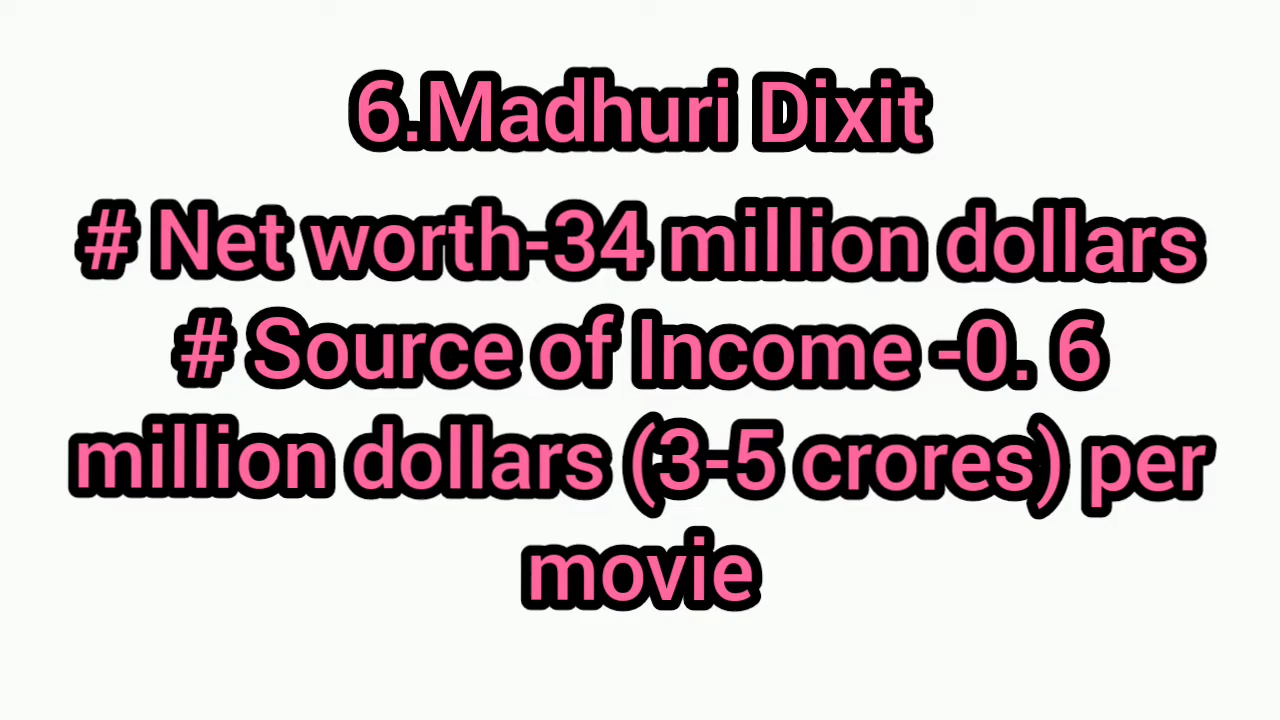 6.Madhuri Dixit
# Net worth-34 million dollars
# Source of Income -0. 6
million dollars (3-5 crores) per
movie